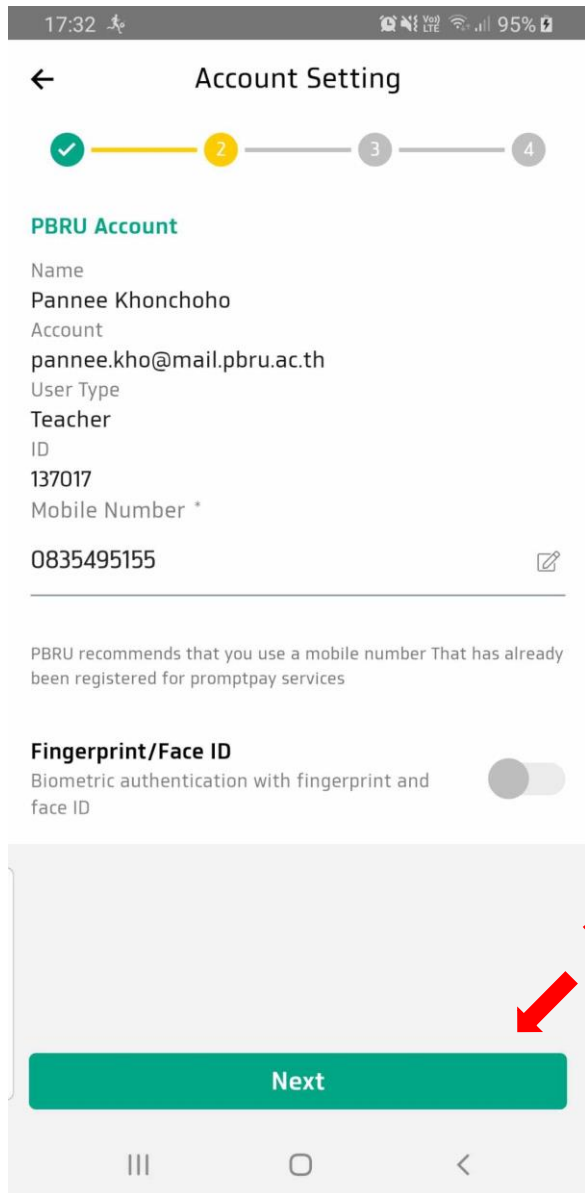 17:32 95%
Account Setting
2 3 4
PBRU Account
Name
Pannee Khonchoho
Account
pannee.kho@mail.pbru.ac.th
User Type
Teacher
ID
137017
Mobile Number *
0835495155
PBRU recommends that you use a mobile number That has already
been registered for promptpay services
Fingerprint/Face ID
Biometric authentication with fingerprint and
face ID
Next